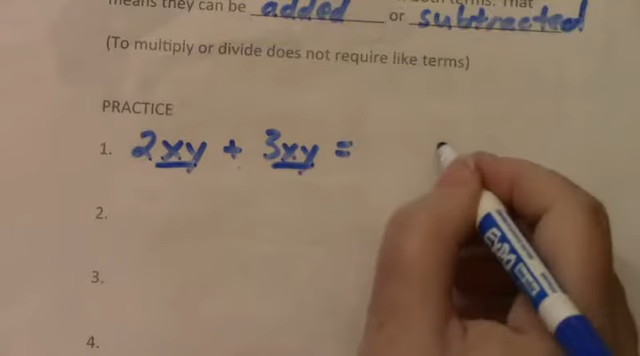 means they can be added or subtracted
(To multiply or divide does not require like terms)
PRACTICE
1. 2xy + 3xy =
2.
3.
4.
EXPO